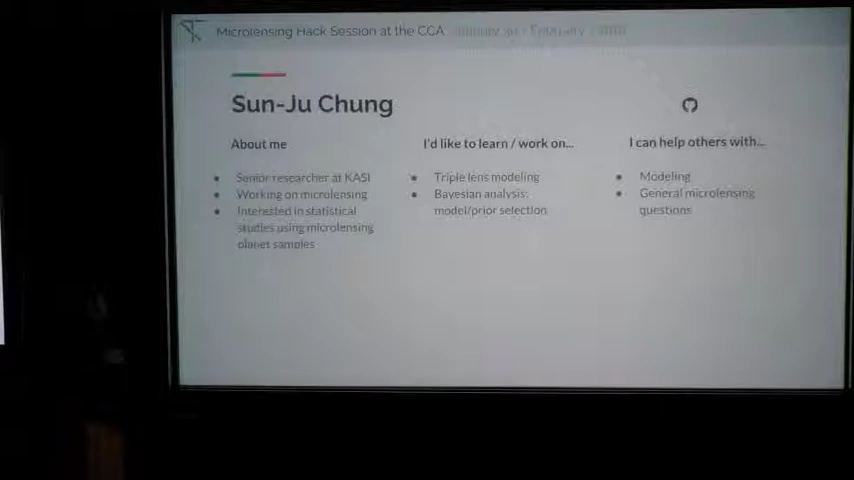 Microlensing Hack Session at the CCA
Sun-Ju Chung
About me
Senior researcher at KASI
Working on microlensing
Interested in statistical
studies using microlensing
planet samples
I'd like to learn / work on...
Triple lens modeling
Bayesian analysis:
model/prior selection
I can help others with...
Modeling
General microlensing
questions